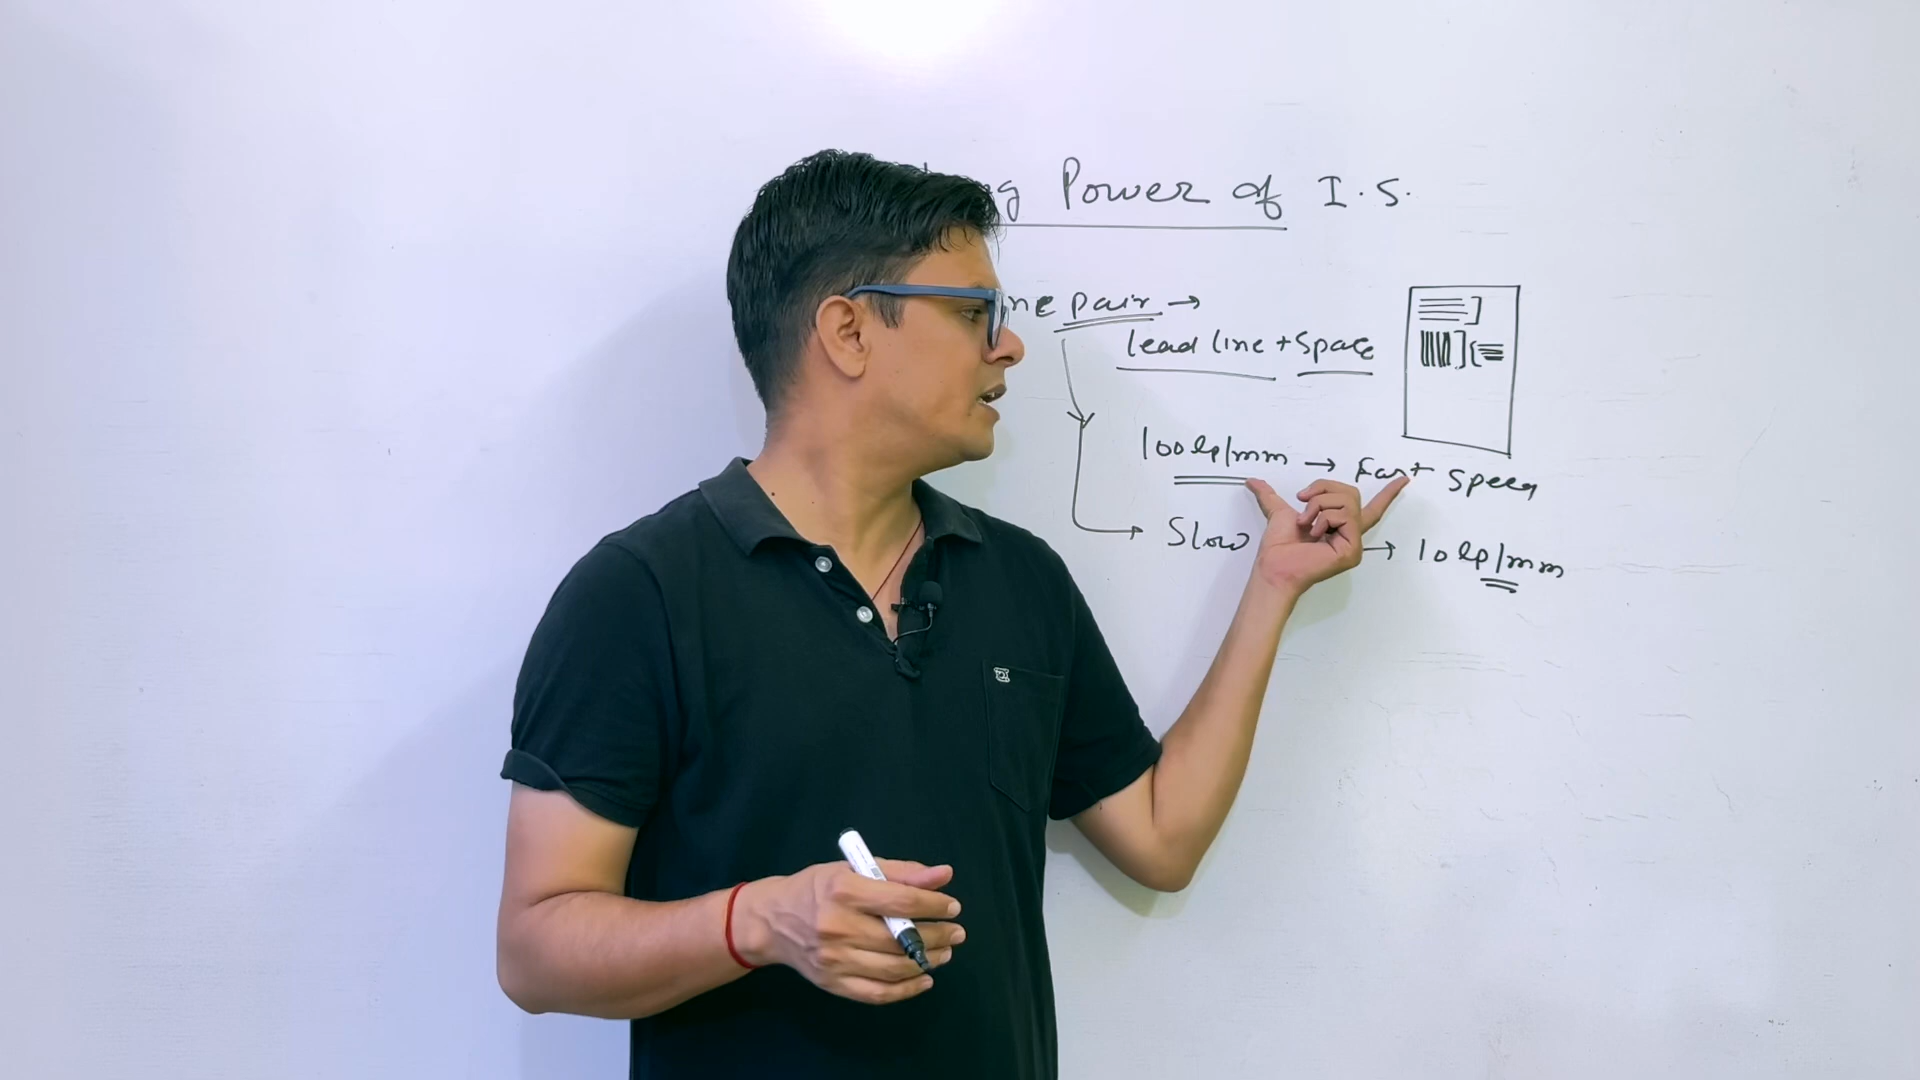 Power of I.S.
pair →
lead line + space
100 lp/mm → Fast Speed
Slow → 10 lp/mm